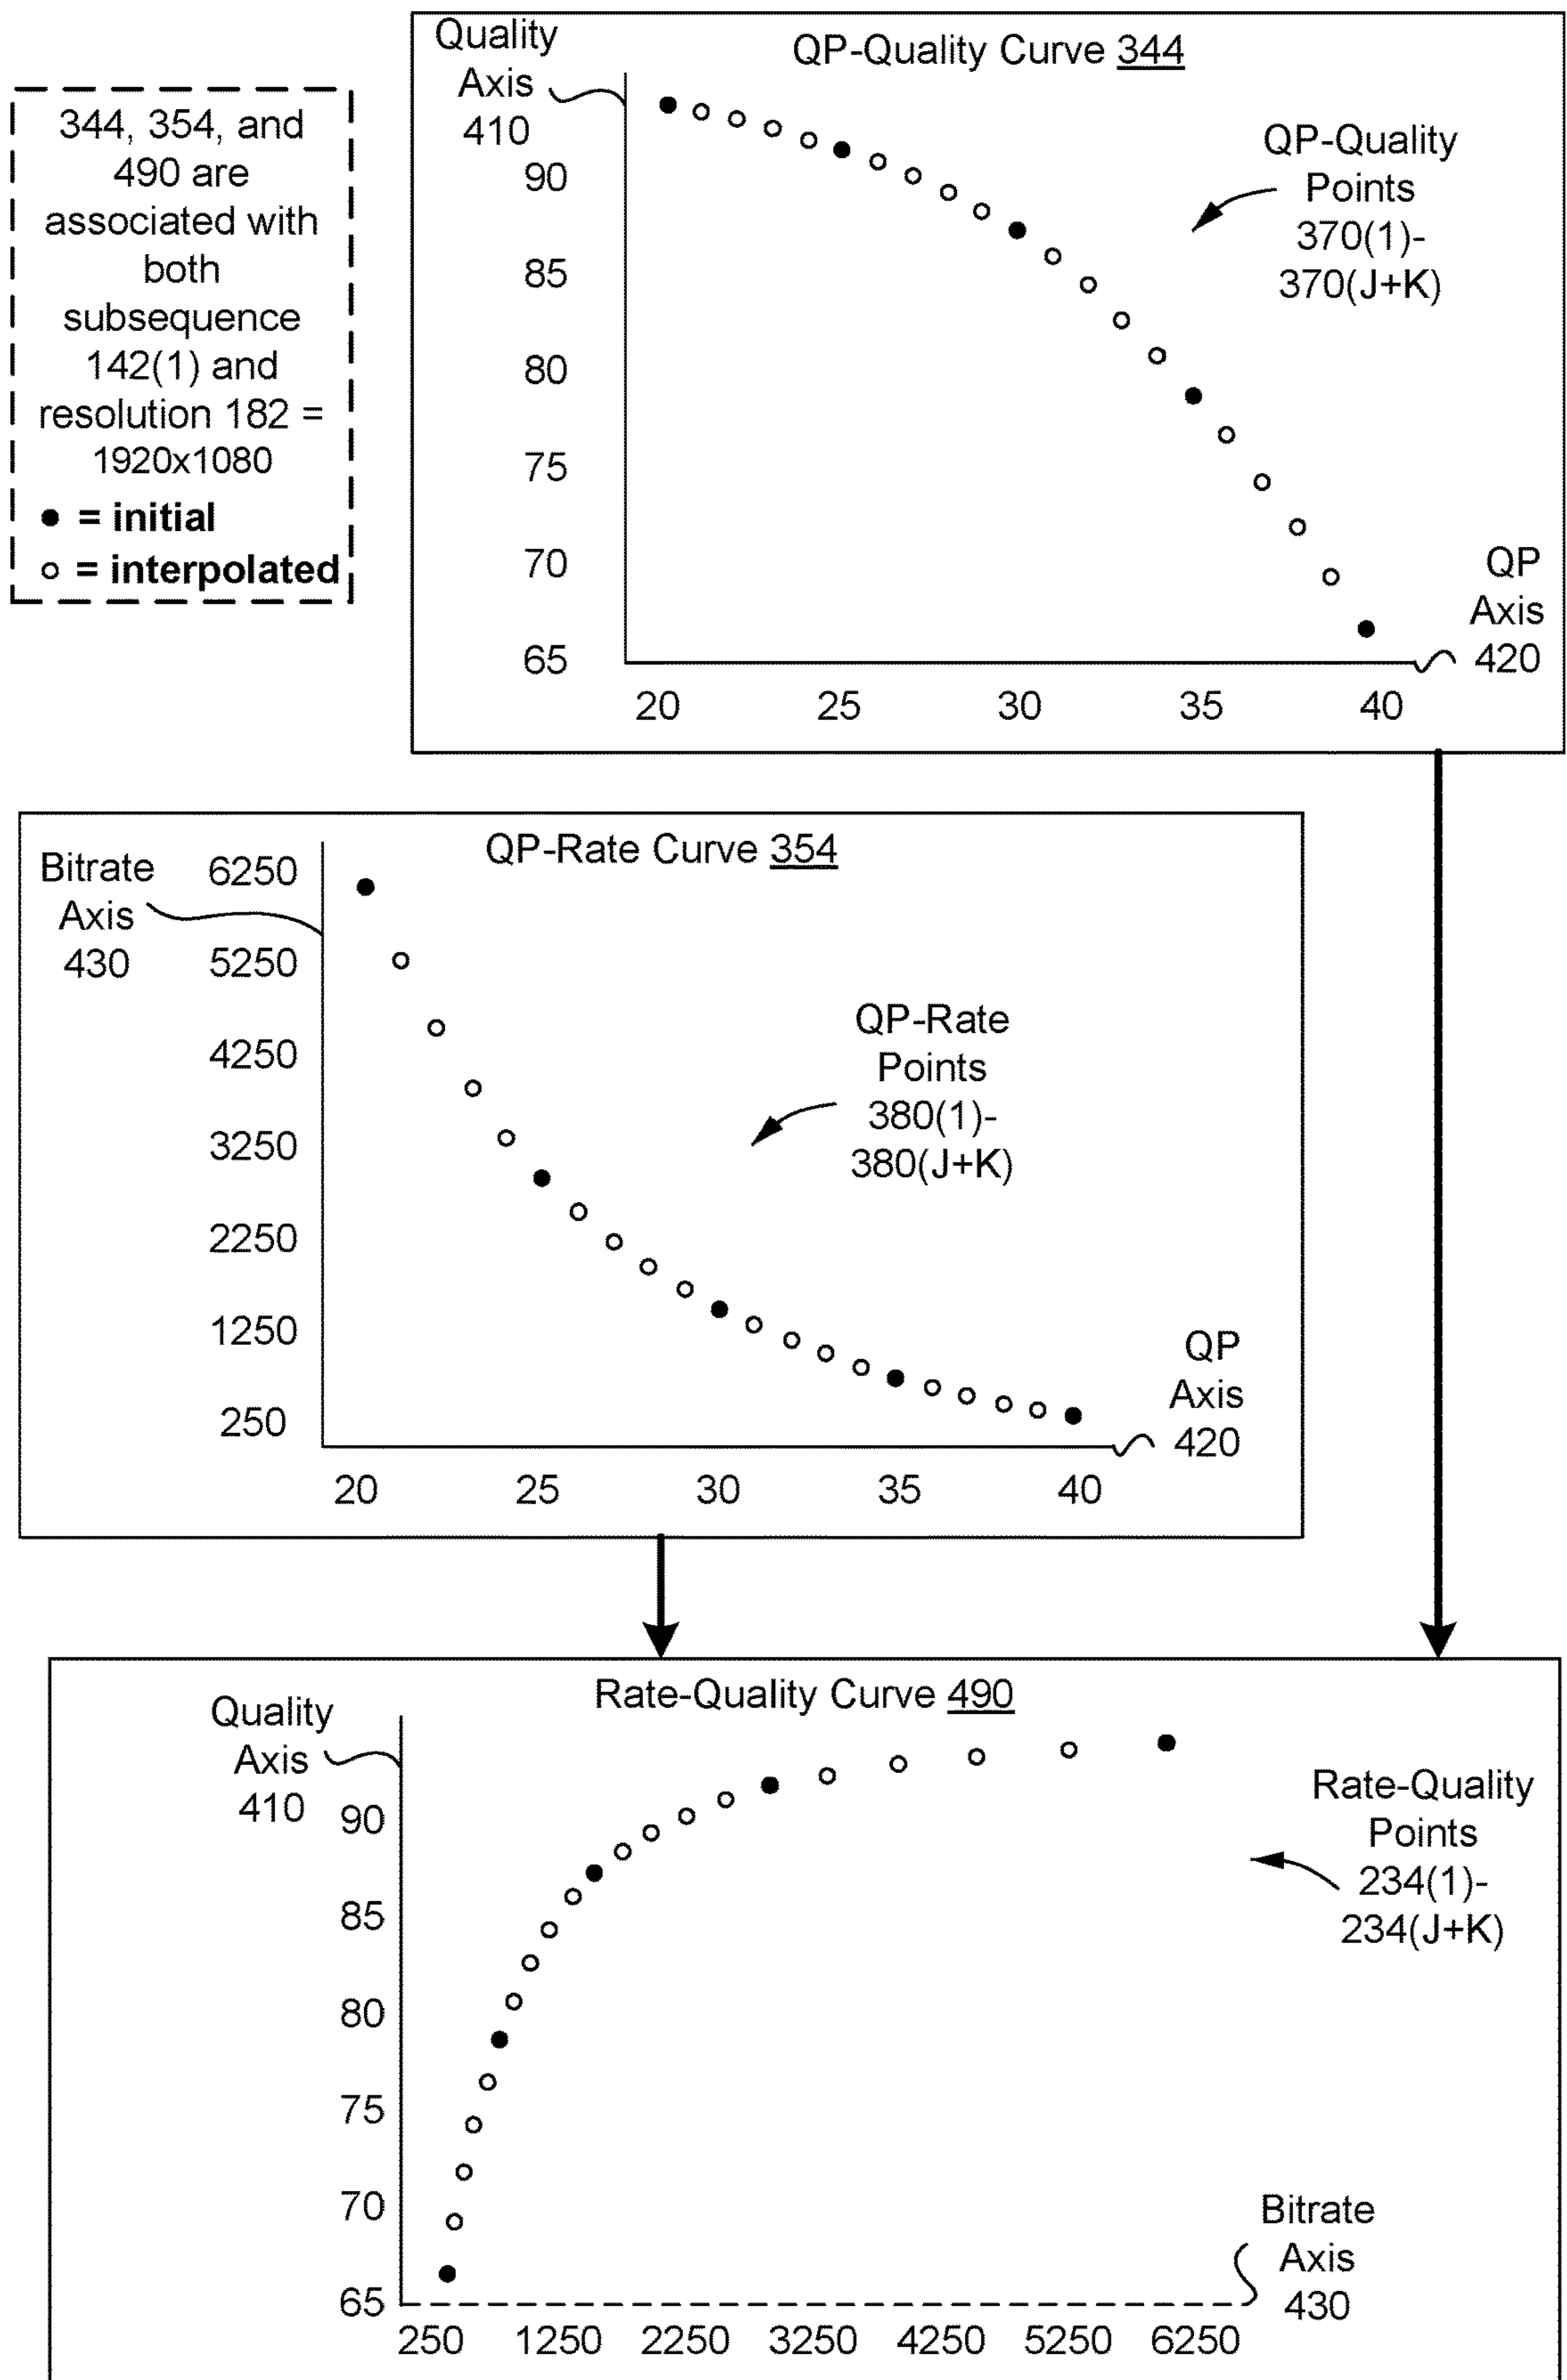 344, 354, and
490 are
associated with
both
subsequence
142(1) and
resolution 182 =
1920x1080
● = initial
○ = interpolated
QP-Quality Curve 344
Quality
Axis
410
90
85
80
75
70
65
QP-Quality
Points
370(1)-
370(J+K)
QP
Axis
420
20 25 30 35 40
QP-Rate Curve 354
Bitrate
Axis
430
6250
5250
4250
3250
2250
1250
250
QP-Rate
Points
380(1)-
380(J+K)
QP
Axis
420
20 25 30 35 40
Rate-Quality Curve 490
Quality
Axis
410
90
85
80
75
70
65
Rate-Quality
Points
234(1)-
234(J+K)
Bitrate
Axis
430
250 1250 2250 3250 4250 5250 6250